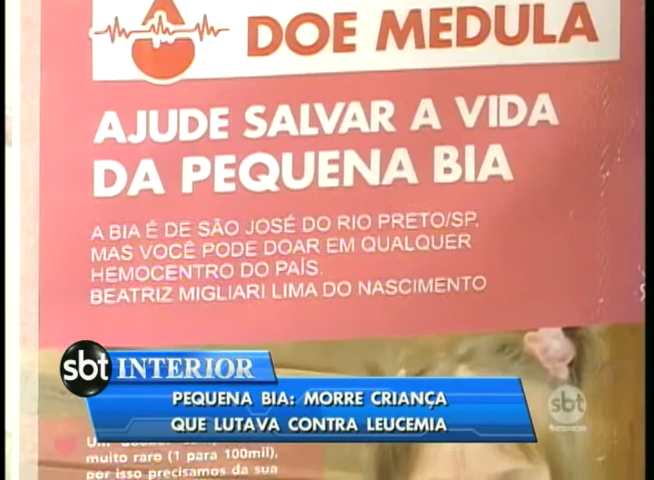 DOE MEDULA
AJUDE SALVAR A VIDA
DA PEQUENA BIA
A BIA É DE SÃO JOSÉ DO RIO PRETO/SP,
MAS VOCÊ PODE DOAR EM QUALQUER
HEMOCENTRO DO PAÍS.
BEATRIZ MIGLIARI LIMA DO NASCIMENTO
sbt INTERIOR
PEQUENA BIA: MORRE CRIANÇA
QUE LUTAVA CONTRA LEUCEMIA
sbt
INTERIOR
muito raro (1 para 100mil),
por isso precisamos da sua